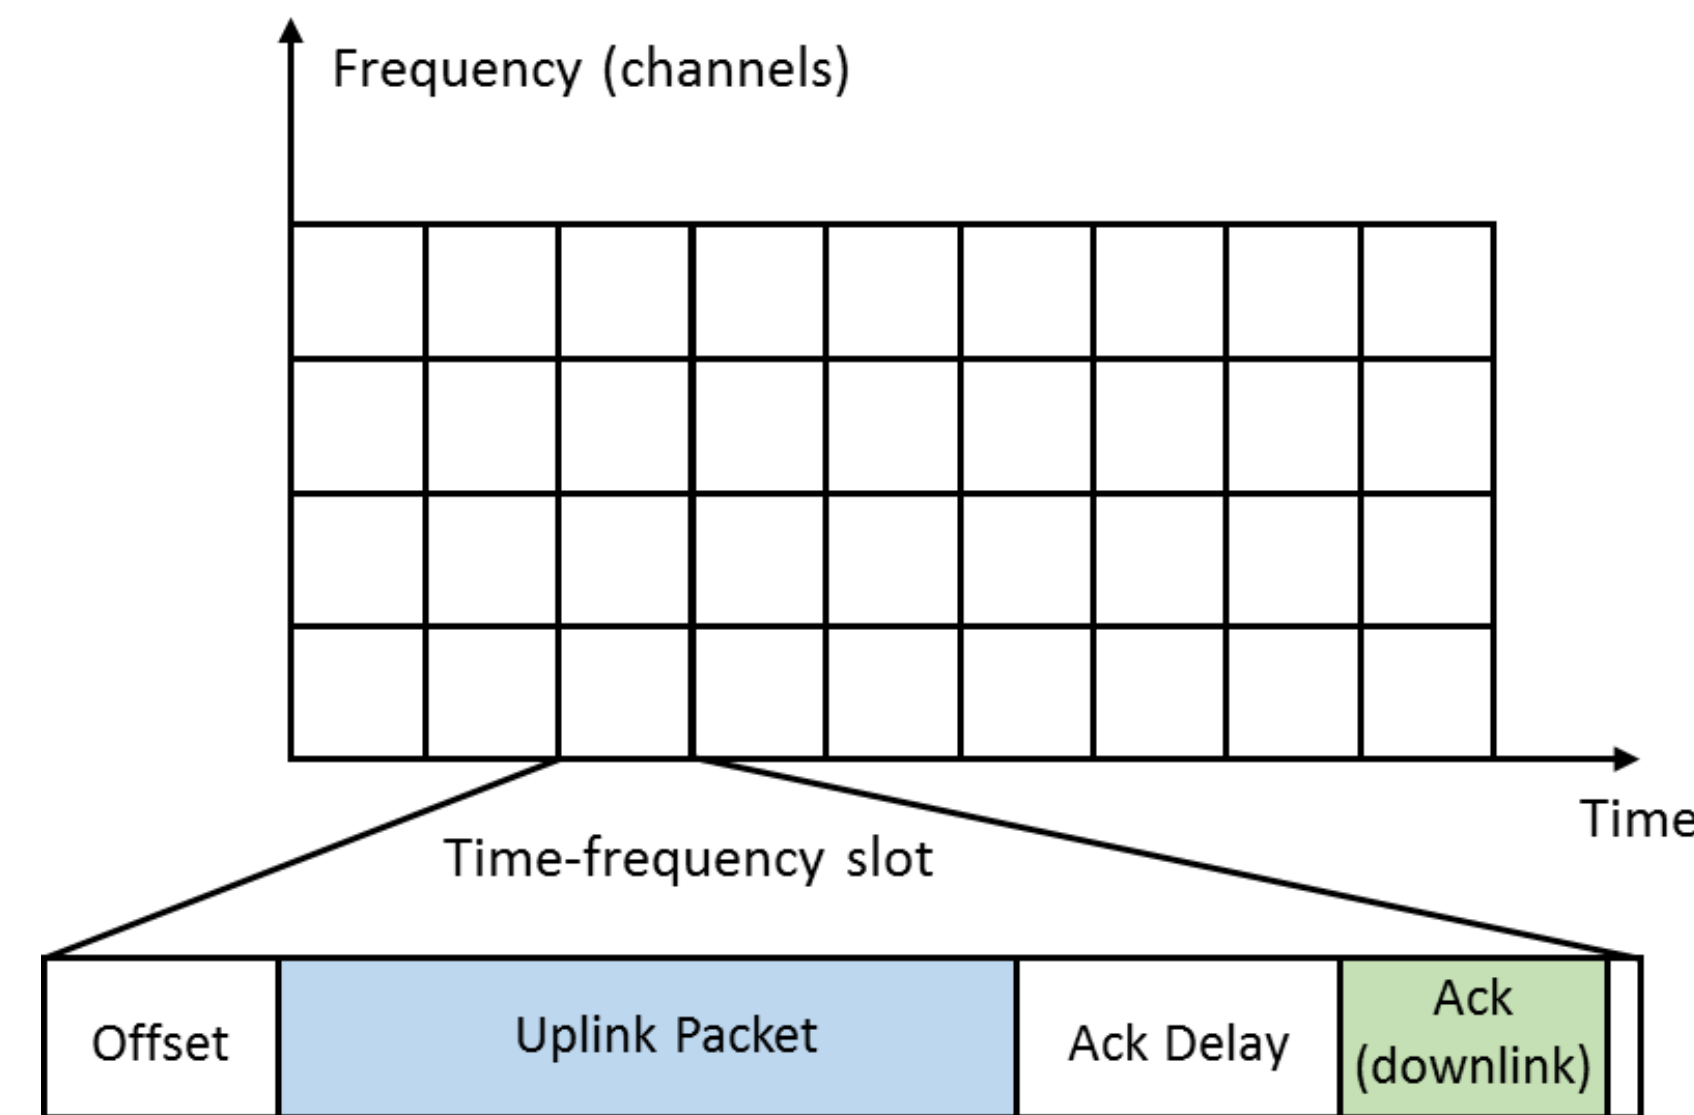 Frequency (channels)
Time
Time-frequency slot
Offset
Uplink Packet
Ack Delay
Ack
(downlink)